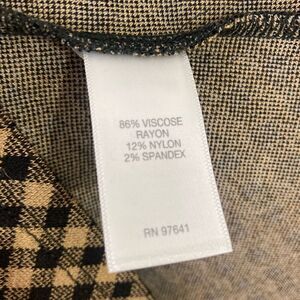 86% VISCOSE
RAYON
12% NYLON
2% SPANDEX
RN 97641